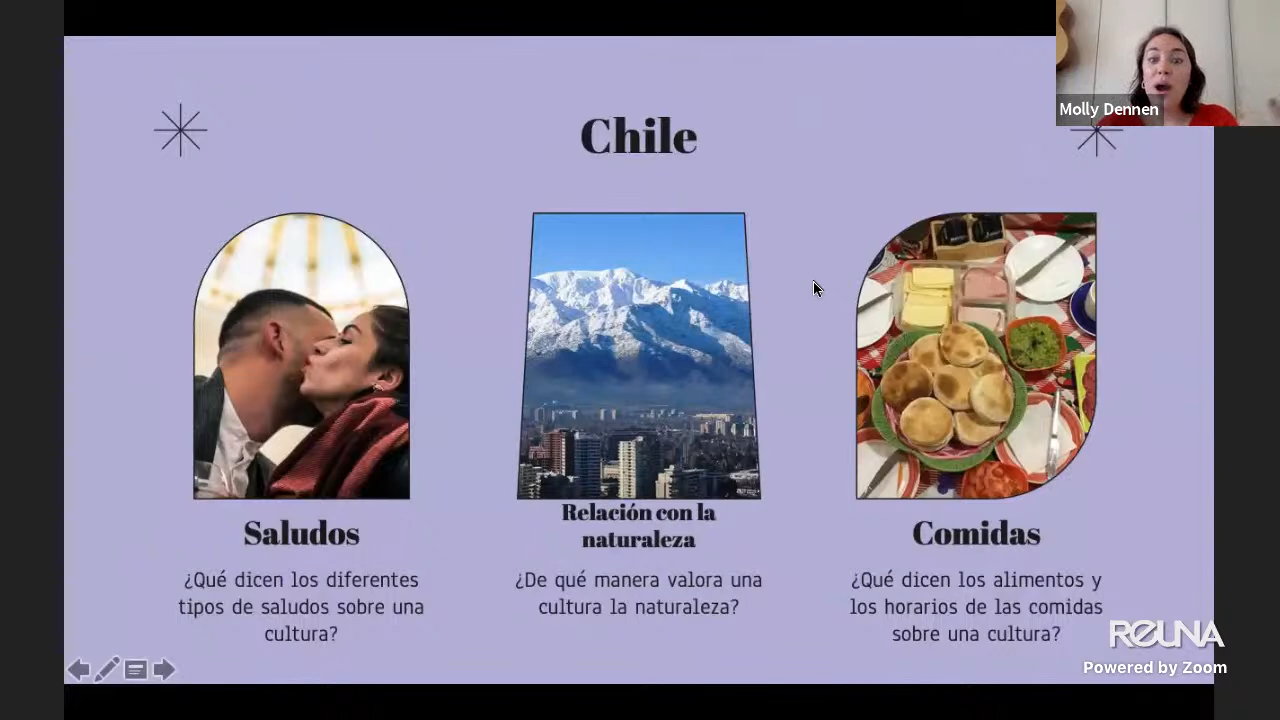 Chile
Molly Dennen
Saludos
¿Qué dicen los diferentes
tipos de saludos sobre una
cultura?
Relación con la
naturaleza
¿De qué manera valora una
cultura la naturaleza?
Comidas
¿Qué dicen los alimentos y
los horarios de las comidas
sobre una cultura?
REUNA
Powered by Zoom